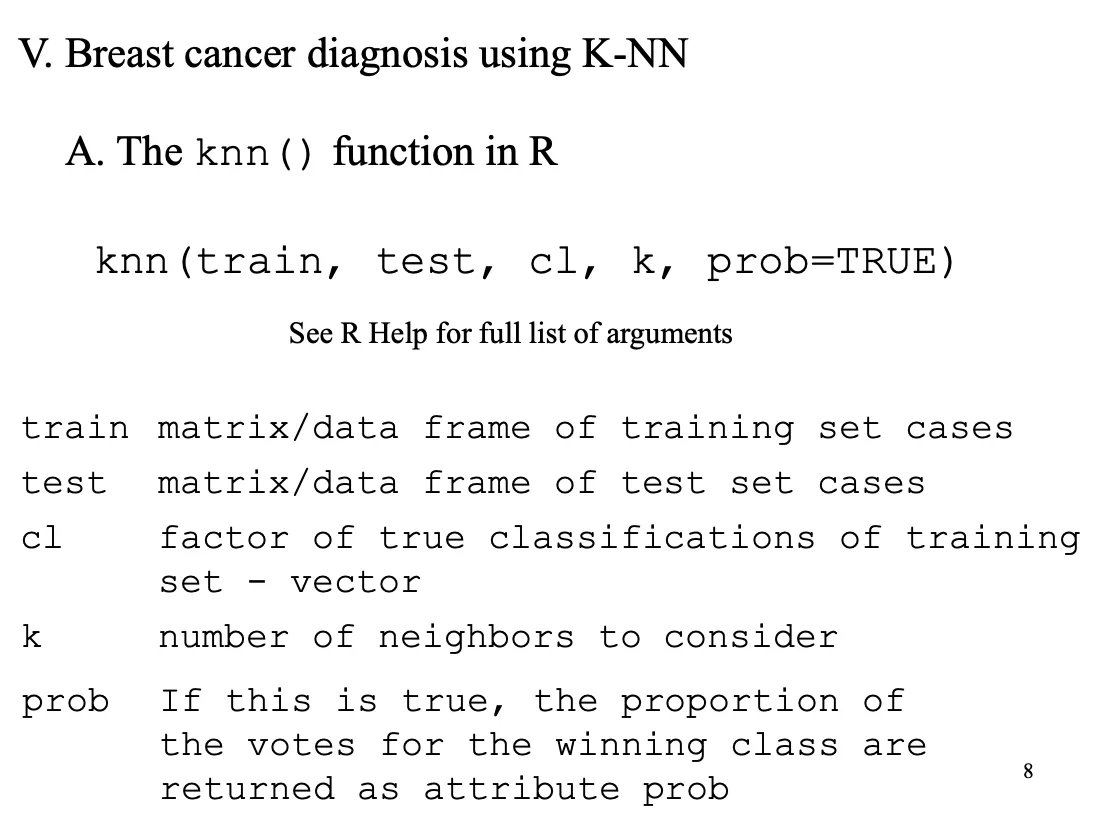 V. Breast cancer diagnosis using K-NN
A. The knn() function in R
knn(train, test, cl, k, prob=TRUE)
See R Help for full list of arguments
train matrix/data frame of training set cases
test matrix/data frame of test set cases
cl factor of true classifications of training
set - vector
k number of neighbors to consider
prob If this is true, the proportion of
the votes for the winning class are
returned as attribute prob
8